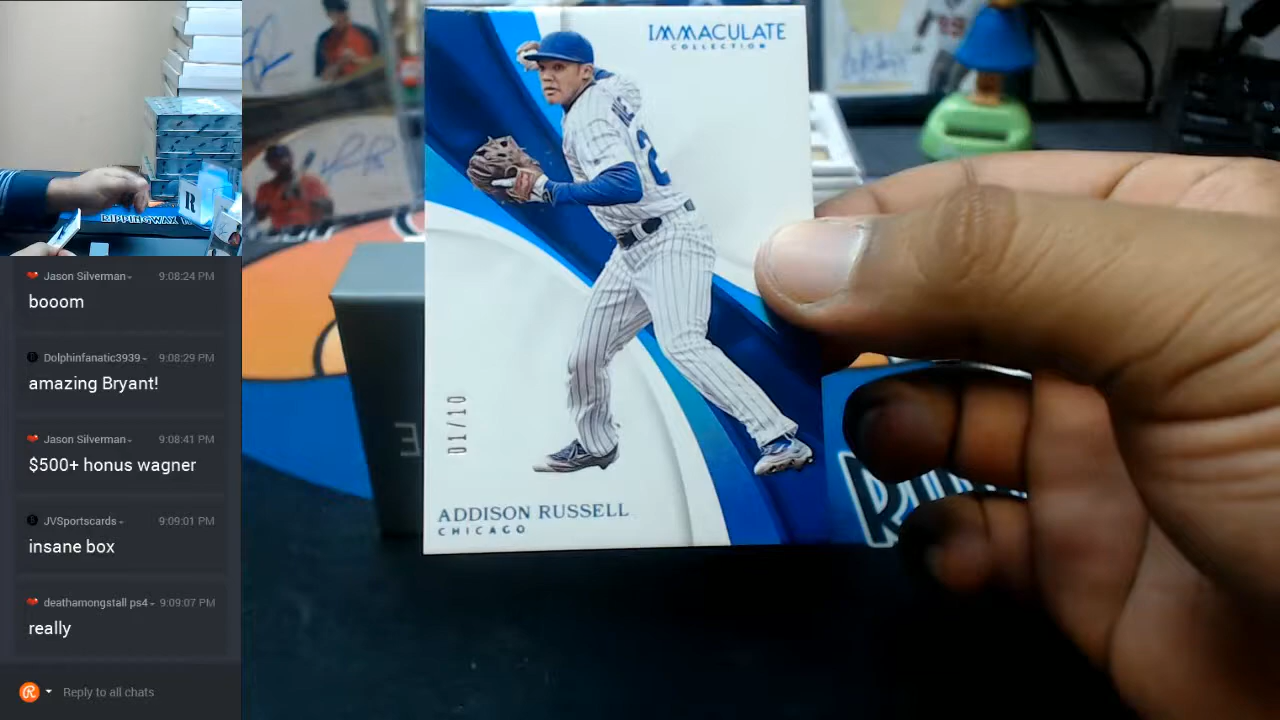 IMMACULATE
COLLECTION
01/10
ADDISON RUSSELL
CHICAGO
R
RIPPINGWAX
Jason Silverman
9:08:24 PM
booom
Dolphinfanatic3939
9:08:29 PM
amazing Bryant!
Jason Silverman
9:08:41 PM
$500+ honus wagner
JVSportscards
9:09:01 PM
insane box
deathamongstall ps4
9:09:07 PM
really
Reply to all chats